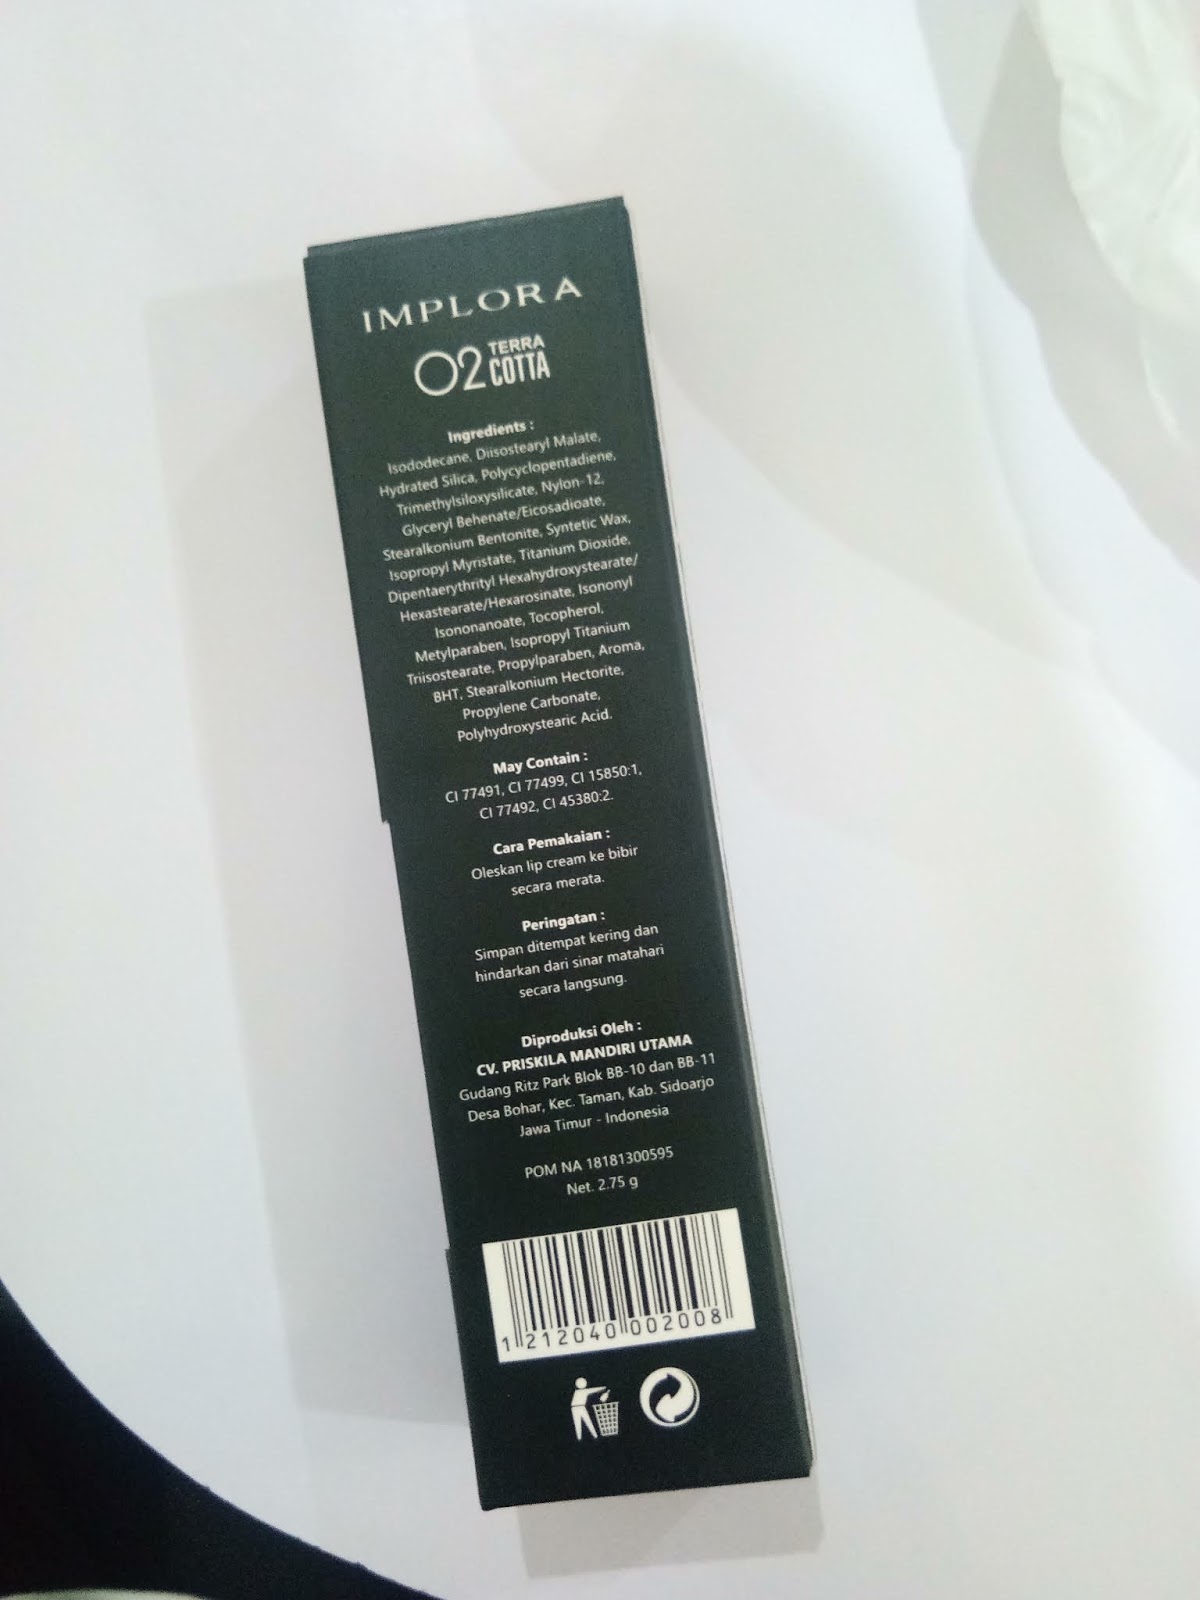 IMPLORA
02 TERRA
COTTA
Ingredients :
Isododecane, Diisostearyl Malate,
Hydrated Silica, Polycyclopentadiene,
Trimethylsiloxysilicate, Nylon-12,
Glyceryl Behenate/Eicosadioate,
Stearalkonium Bentonite, Syntetic Wax,
Isopropyl Myristate, Titanium Dioxide,
Dipentaerythrityl Hexahydroxystearate/
Hexastearate/Hexarosinate, Isononyl
Isononanoate, Tocopherol,
Metylparaben, Isopropyl Titanium
Triisostearate, Propylparaben, Aroma,
BHT, Stearalkonium Hectorite,
Propylene Carbonate,
Polyhydroxystearic Acid.
May Contain :
CI 77491, CI 77499, CI 15850:1,
CI 77492, CI 45380:2.
Cara Pemakaian :
Oleskan lip cream ke bibir
secara merata.
Peringatan :
Simpan ditempat kering dan
hindarkan dari sinar matahari
secara langsung.
Diproduksi Oleh :
CV. PRISKILA MANDIRI UTAMA
Gudang Ritz Park Blok BB-10 dan BB-11
Desa Bohar, Kec. Taman, Kab. Sidoarjo
Jawa Timur - Indonesia
POM NA 18181300595
Net. 2.75 g
1 212040 002008